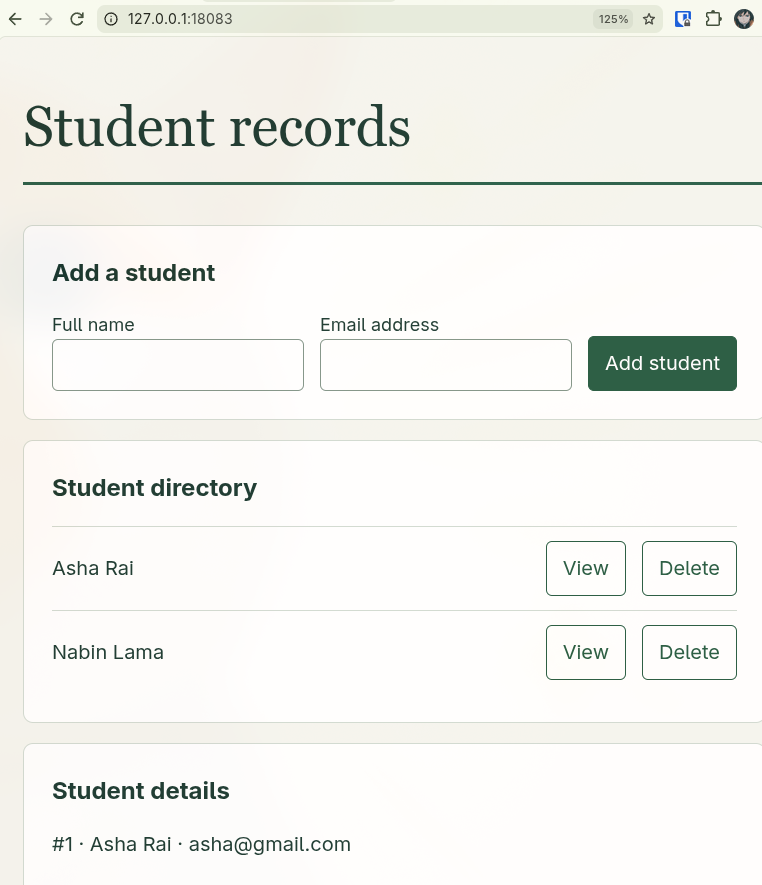 127.0.0.1:18083
125%
Student records
Add a student
Full name
Email address
Add student
Student directory
Asha Rai
View
Delete
Nabin Lama
View
Delete
Student details
#1 · Asha Rai · asha@gmail.com